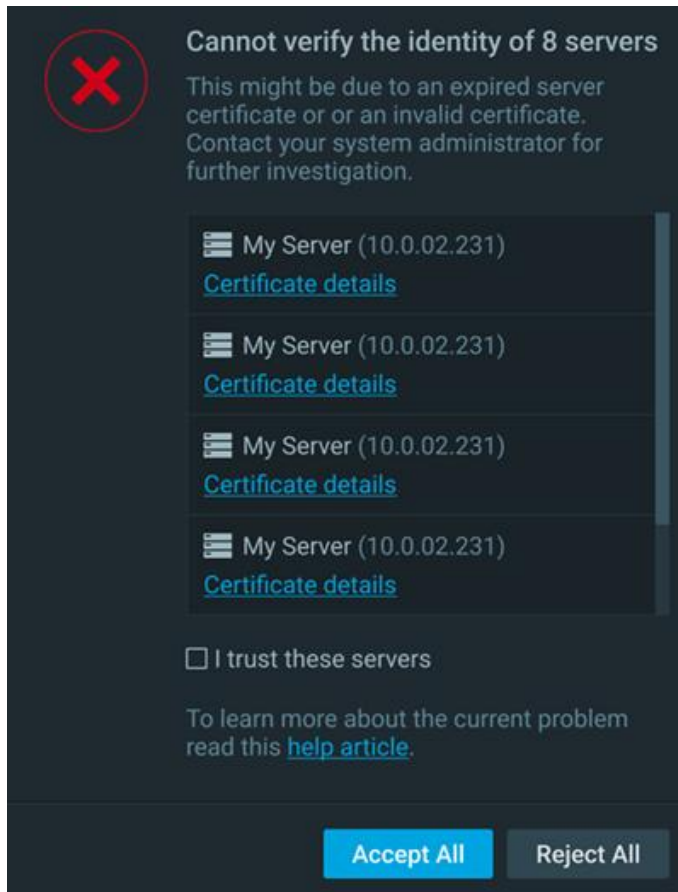 Cannot verify the identity of 8 servers
This might be due to an expired server
certificate or or an invalid certificate.
Contact your system administrator for
further investigation.
My Server (10.0.02.231)
Certificate details
My Server (10.0.02.231)
Certificate details
My Server (10.0.02.231)
Certificate details
My Server (10.0.02.231)
Certificate details
I trust these servers
To learn more about the current problem
read this help article.
Accept All
Reject All